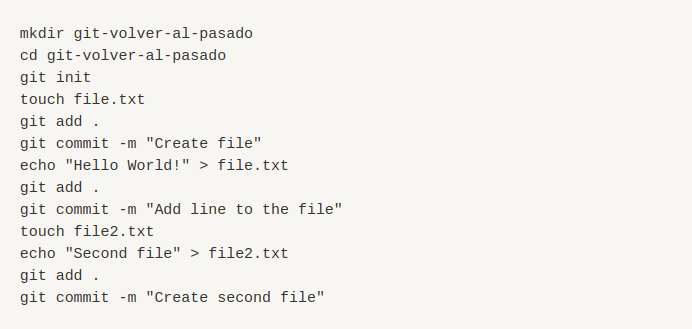 mkdir git-volver-al-pasado
cd git-volver-al-pasado
git init
touch file.txt
git add .
git commit -m "Create file"
echo "Hello World!" > file.txt
git add .
git commit -m "Add line to the file"
touch file2.txt
echo "Second file" > file2.txt
git add .
git commit -m "Create second file"